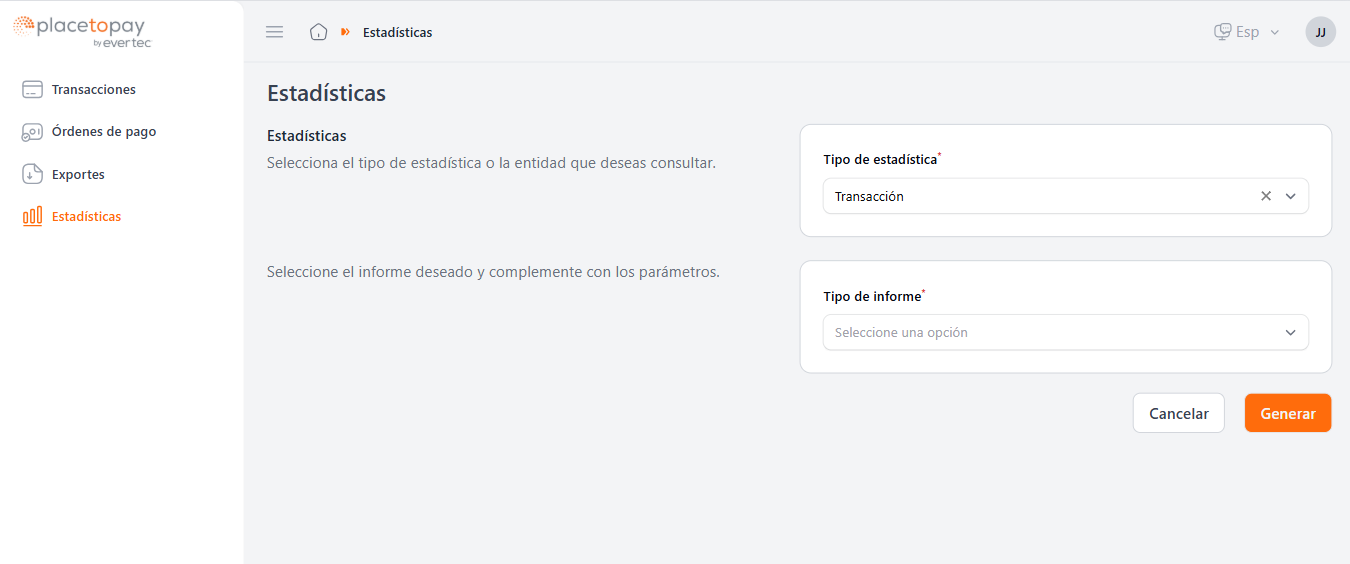 placetopay
by evertec
Estadísticas
Esp
JJ
Transacciones
Órdenes de pago
Exportes
Estadísticas
Estadísticas
Estadísticas
Selecciona el tipo de estadística o la entidad que deseas consultar.
Tipo de estadística*
Transacción
Seleccione el informe deseado y complemente con los parámetros.
Tipo de informe*
Seleccione una opción
Cancelar
Generar